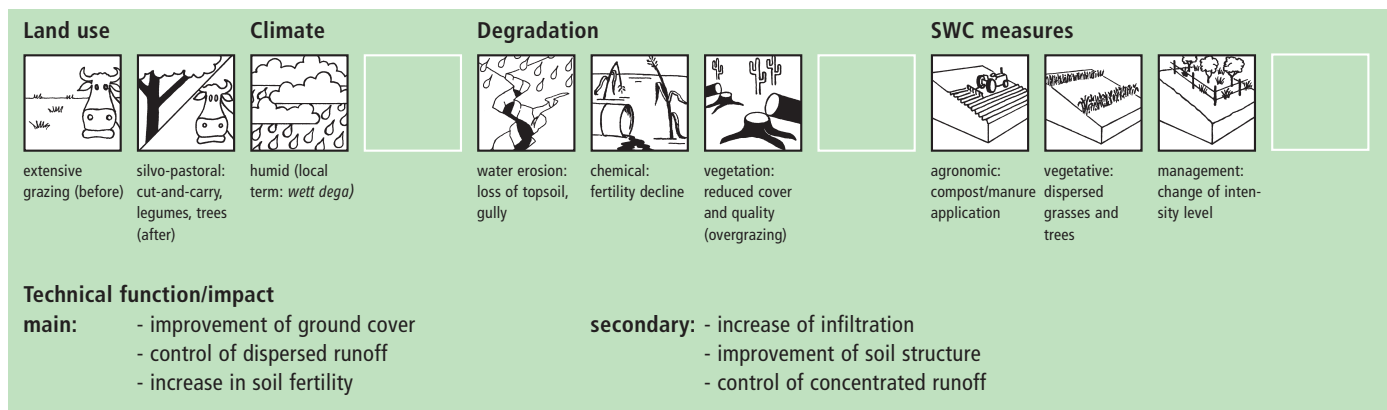 Land use
Climate
Degradation
SWC measures
extensive
grazing (before)
silvo-pastoral:
cut-and-carry,
legumes, trees
(after)
humid (local
term: wett dega)
water erosion:
loss of topsoil,
gully
chemical:
fertility decline
vegetation:
reduced cover
and quality
(overgrazing)
agronomic:
compost/manure
application
vegetative:
dispersed
grasses and
trees
management:
change of inten-
sity level
Technical function/impact
main:
- improvement of ground cover
- control of dispersed runoff
- increase in soil fertility
secondary:
- increase of infiltration
- improvement of soil structure
- control of concentrated runoff